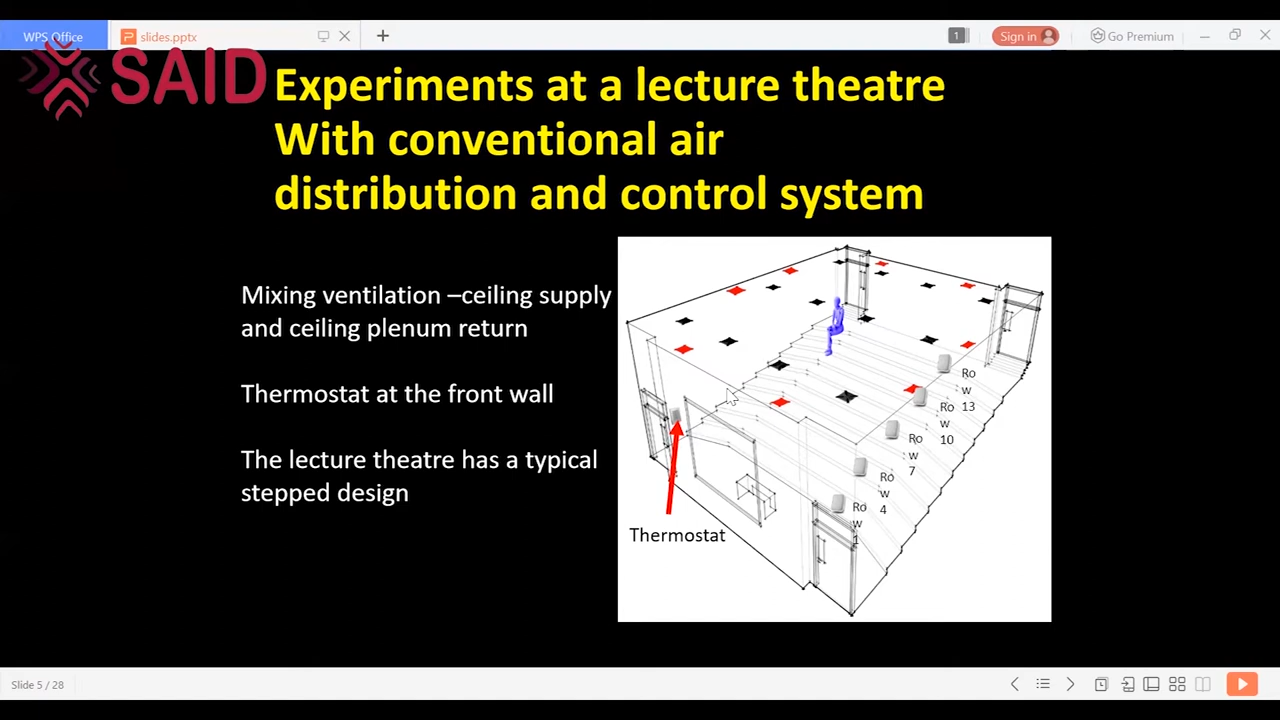 WPS Office
slides.pptx
1
Sign in
Go Premium
SAID
Experiments at a lecture theatre
With conventional air
distribution and control system
Mixing ventilation –ceiling supply
and ceiling plenum return
Thermostat at the front wall
The lecture theatre has a typical
stepped design
Ro
w
13
Ro
w
10
Ro
w
7
Ro
w
4
Ro
w
1
Thermostat
Slide 5 / 28